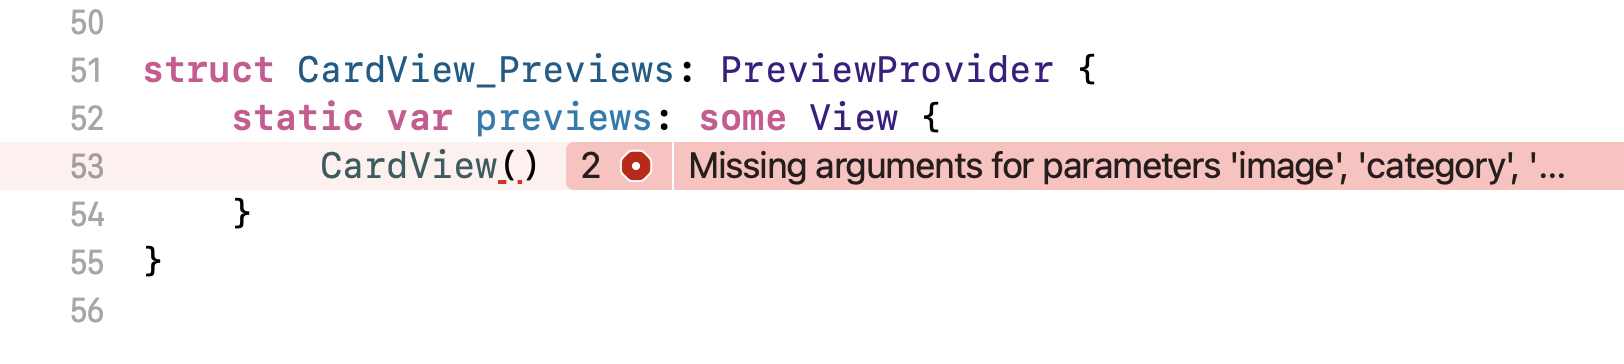 50
51 struct CardView_Previews: PreviewProvider {
52 static var previews: some View {
53 CardView() 2 Missing arguments for parameters 'image', 'category', '...
54 }
55 }
56